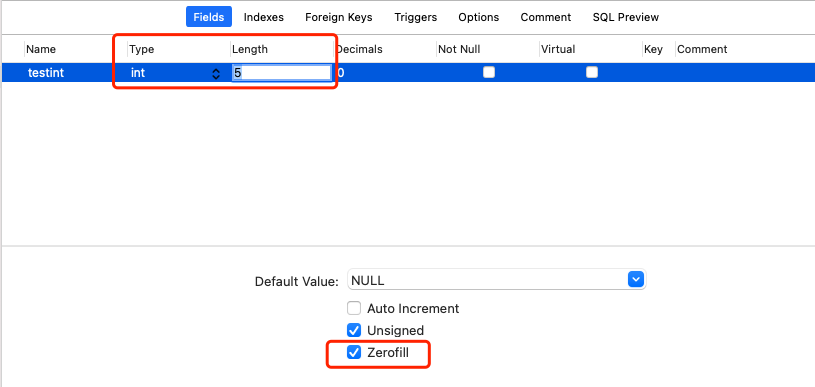 Fields Indexes Foreign Keys Triggers Options Comment SQL Preview
Name Type Length Decimals Not Null Virtual Key Comment
testint int 5 0
Default Value: NULL
Auto Increment
Unsigned
Zerofill